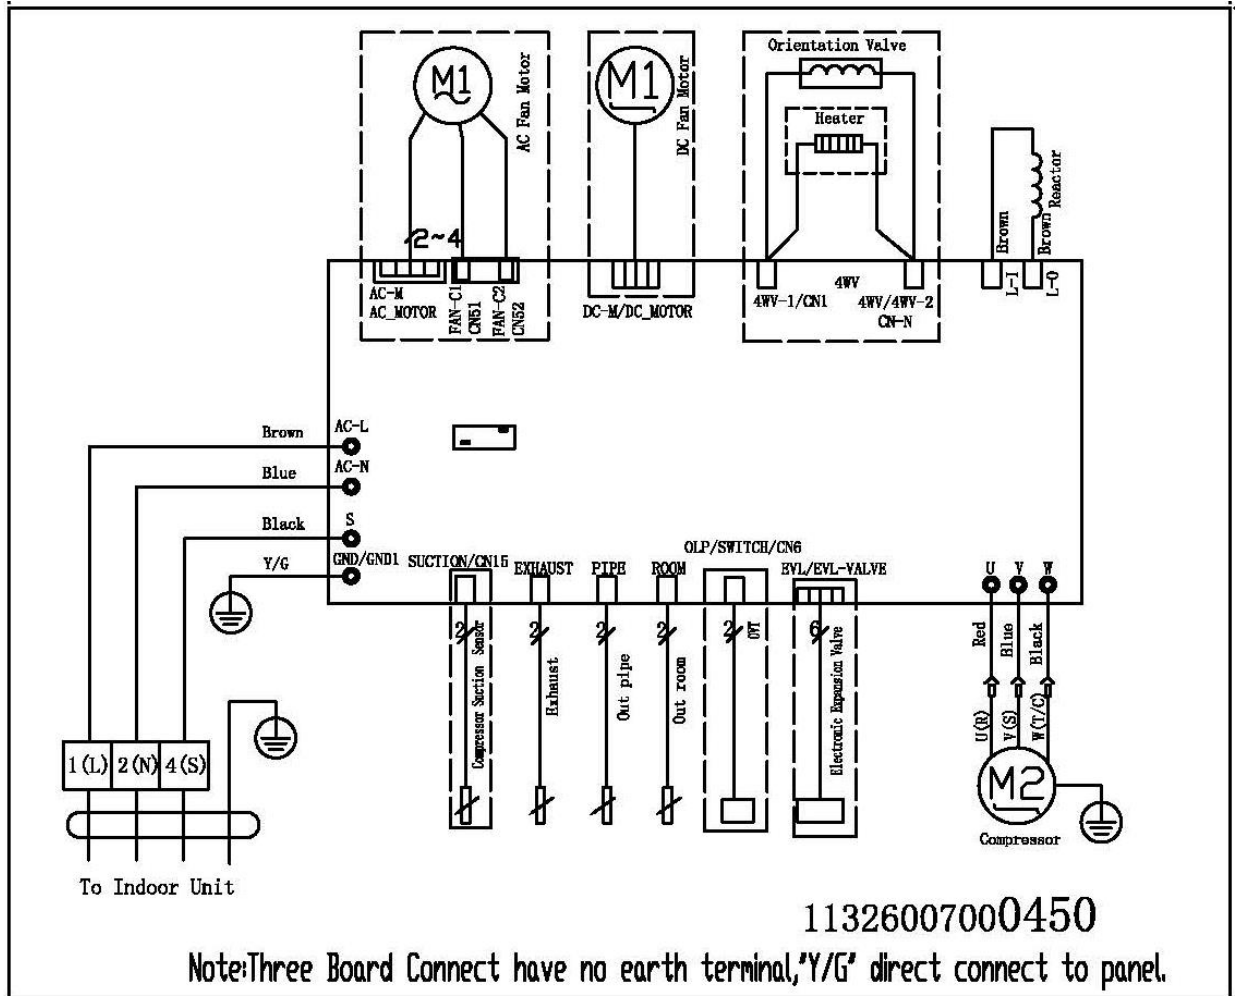 Orientation Valve
M1
AC Fan Motor
M1
DC Fan Motor
Heater
Reactor
Brown
Brown
2~4
AC-M
AC_MOTOR
FAN-C1
CN51
FAN-C2
CN52
DC-M/DC_MOTOR
4WV-1/CN1
4WV
4WV/4WV-2
CN-N
L-I
L-O
Brown
AC-L
Blue
AC-N
Black
S
Y/G
GND/GND1
SUCTION/CN15
EXHAUST
PIPE
ROOM
OLP/SWITCH/CN6
EVL/EVL-VALVE
U
V
W
2
Compressor Suction Sensor
2
Exhaust
2
Out pipe
2
Out room
2
OVT
6
Electronic Expansion Valve
Red
Blue
Black
U(R)
V(S)
W(T/C)
1(L)
2(N)
4(S)
M2
Compressor
To Indoor Unit
11326007000450
Note:Three Board Connect have no earth terminal,"Y/G" direct connect to panel.